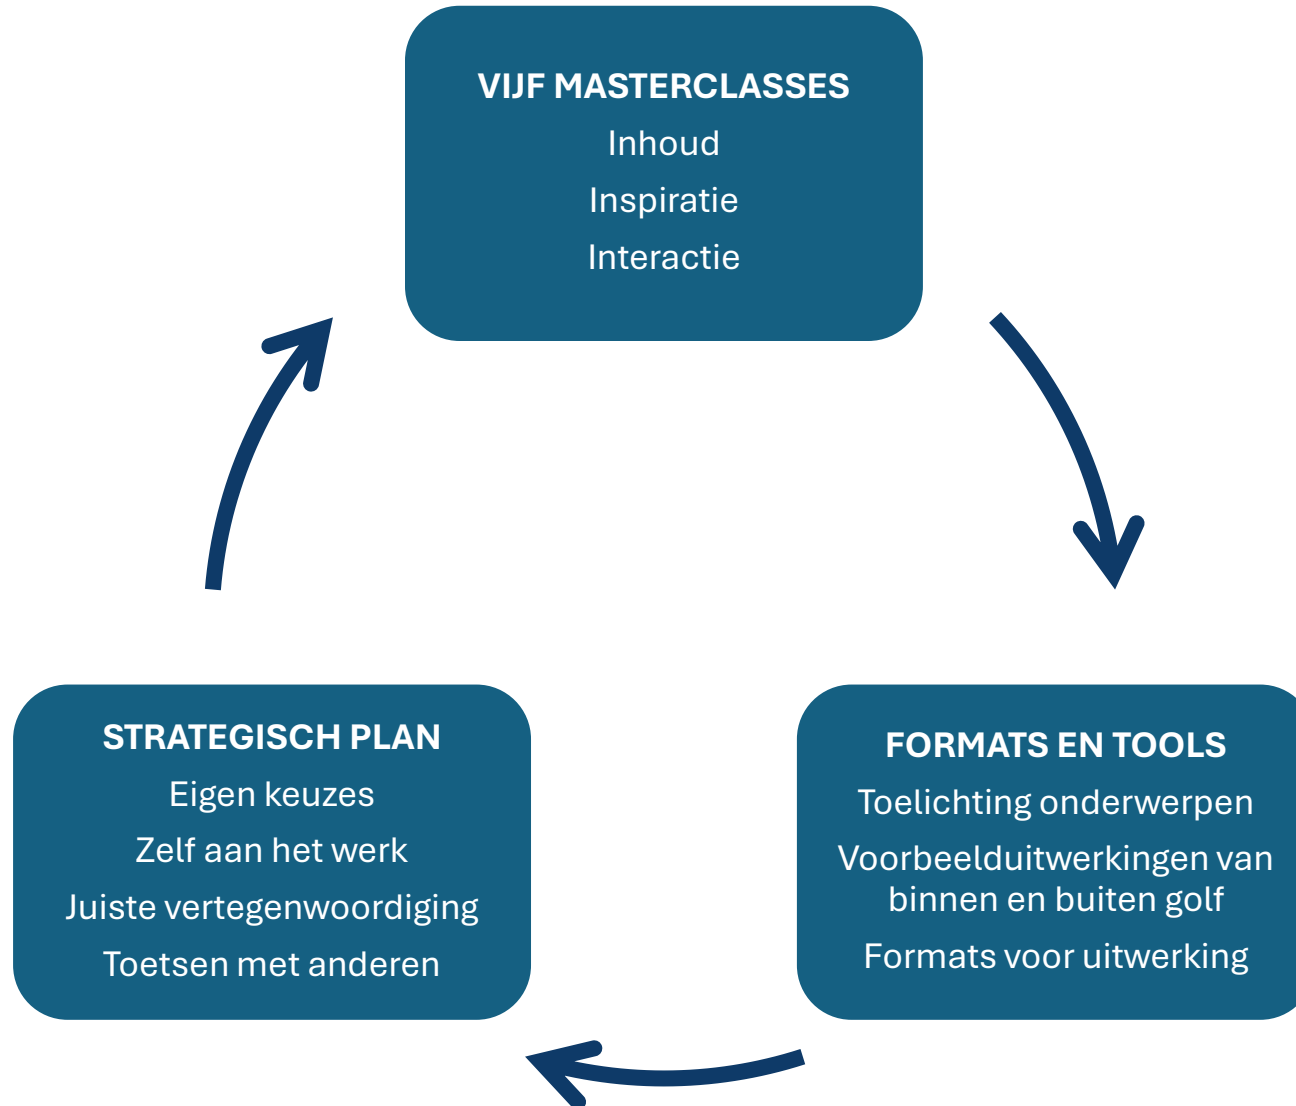 VIJF MASTERCLASSES
Inhoud
Inspiratie
Interactie
STRATEGISCH PLAN
Eigen keuzes
Zelf aan het werk
Juiste vertegenwoordiging
Toetsen met anderen
FORMATS EN TOOLS
Toelichting onderwerpen
Voorbeelduitwerkingen van
binnen en buiten golf
Formats voor uitwerking